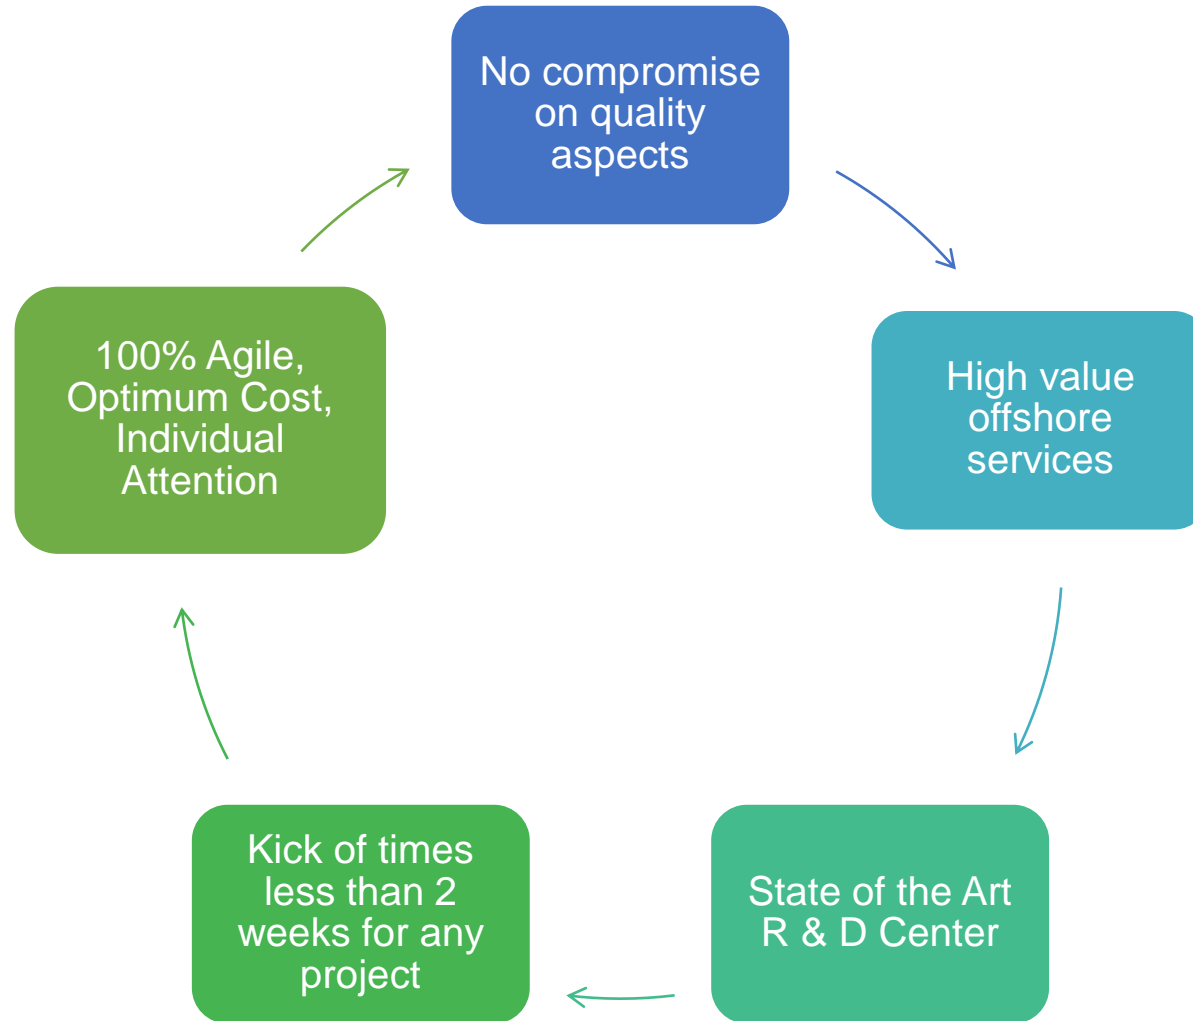 No compromise
on quality
aspects
High value
offshore
services
State of the Art
R & D Center
Kick of times
less than 2
weeks for any
project
100% Agile,
Optimum Cost,
Individual
Attention